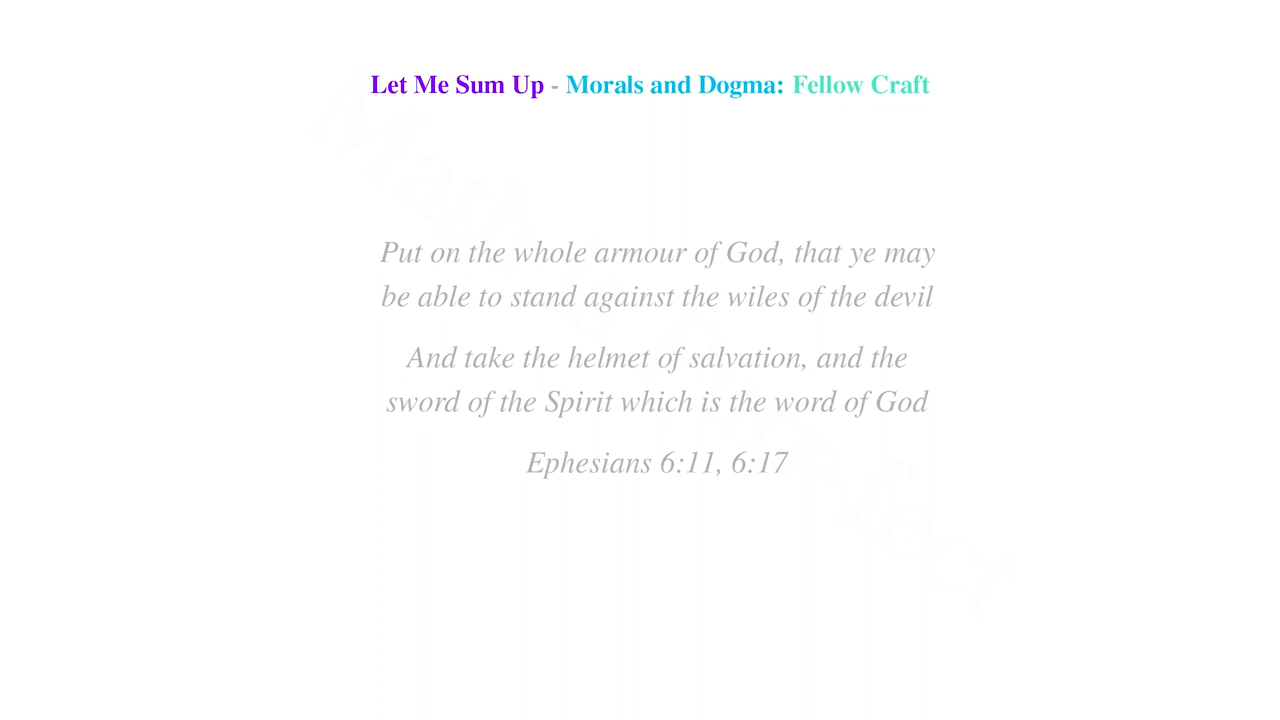 Let Me Sum Up - Morals and Dogma: Fellow Craft
Put on the whole armour of God, that ye may
be able to stand against the wiles of the devil
And take the helmet of salvation, and the
sword of the Spirit which is the word of God
Ephesians 6:11, 6:17